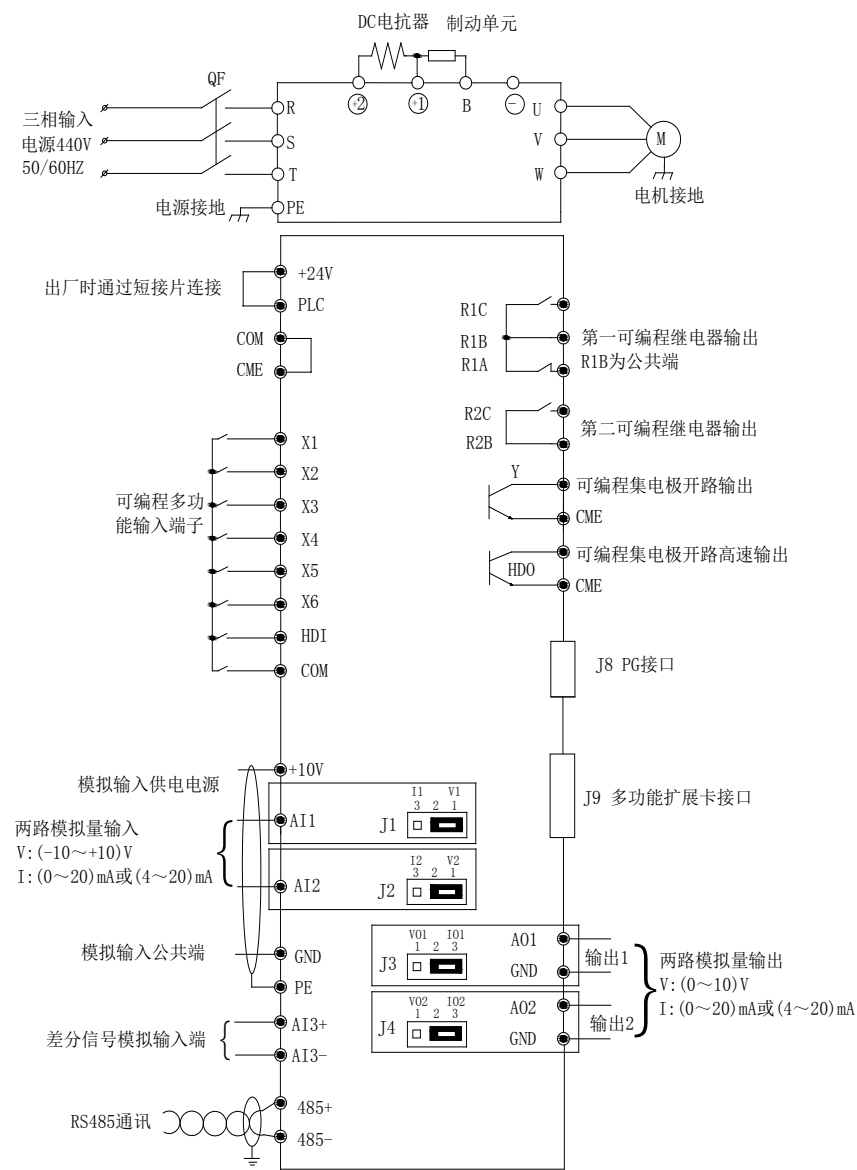 DC电抗器 制动单元
QF
+2 +1 B -
R
S
T
PE
U
V
W
M
三相输入
电源440V
50/60HZ
电源接地
电机接地
出厂时通过短接片连接
+24V
PLC
COM
CME
R1C
R1B
R1A
第一可编程继电器输出
R1B为公共端
R2C
R2B
第二可编程继电器输出
可编程多功
能输入端子
X1
X2
X3
X4
X5
X6
HDI
COM
Y
可编程集电极开路输出
CME
HDO
可编程集电极开路高速输出
CME
J8 PG接口
J9 多功能扩展卡接口
模拟输入供电电源
+10V
两路模拟量输入
V:(-10～+10)V
I:(0～20)mA或(4～20)mA
AI1
J1
I1 V1
3 2 1
AI2
J2
I2 V2
3 2 1
模拟输入公共端
GND
PE
J3
VO1 IO1
1 2 3
AO1
GND
输出1
J4
VO2 IO2
1 2 3
AO2
GND
输出2
两路模拟量输出
V:(0～10)V
I:(0～20)mA或(4～20)mA
差分信号模拟输入端
AI3+
AI3-
RS485通讯
485+
485-